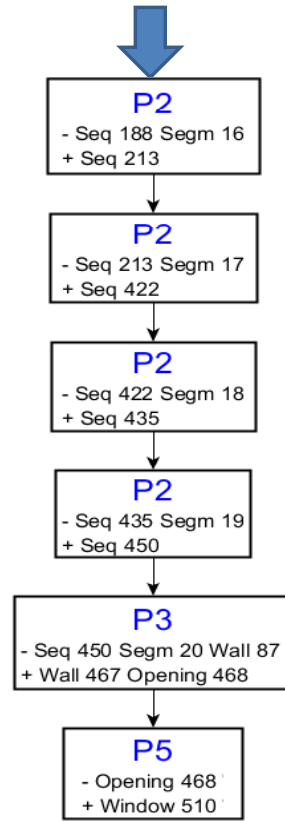 P2
- Seq 188 Segm 16
+ Seq 213
P2
- Seq 213 Segm 17
+ Seq 422
P2
- Seq 422 Segm 18
+ Seq 435
P2
- Seq 435 Segm 19
+ Seq 450
P3
- Seq 450 Segm 20 Wall 87
+ Wall 467 Opening 468
P5
- Opening 468
+ Window 510